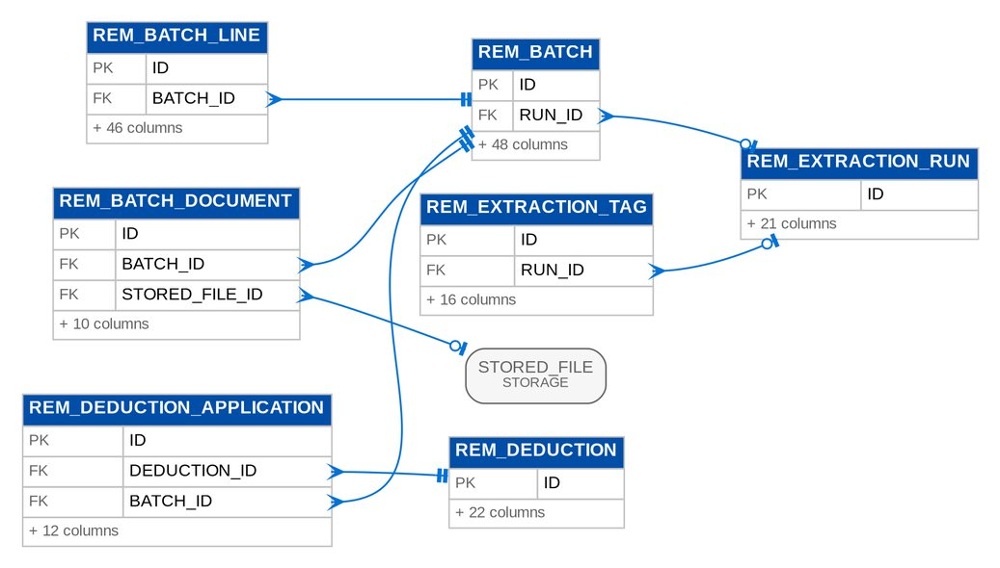 REM_BATCH_LINE
PK ID
FK BATCH_ID
+ 46 columns
REM_BATCH
PK ID
FK RUN_ID
+ 48 columns
REM_EXTRACTION_RUN
PK ID
+ 21 columns
REM_BATCH_DOCUMENT
PK ID
FK BATCH_ID
FK STORED_FILE_ID
+ 10 columns
REM_EXTRACTION_TAG
PK ID
FK RUN_ID
+ 16 columns
STORED_FILE
STORAGE
REM_DEDUCTION_APPLICATION
PK ID
FK DEDUCTION_ID
FK BATCH_ID
+ 12 columns
REM_DEDUCTION
PK ID
+ 22 columns